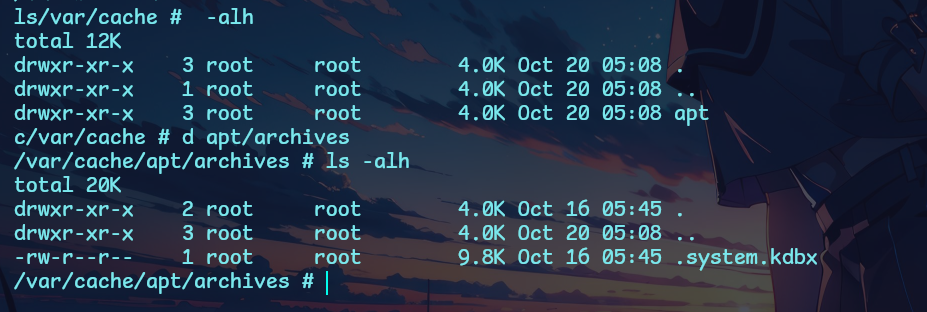 ls/var/cache #  -alh
total 12K
drwxr-xr-x    3 root     root        4.0K Oct 20 05:08 .
drwxr-xr-x    1 root     root        4.0K Oct 20 05:08 ..
drwxr-xr-x    3 root     root        4.0K Oct 20 05:08 apt
c/var/cache # d apt/archives
/var/cache/apt/archives # ls -alh
total 20K
drwxr-xr-x    2 root     root        4.0K Oct 16 05:45 .
drwxr-xr-x    3 root     root        4.0K Oct 20 05:08 ..
-rw-r--r--    1 root     root        9.8K Oct 16 05:45 .system.kdbx
/var/cache/apt/archives #